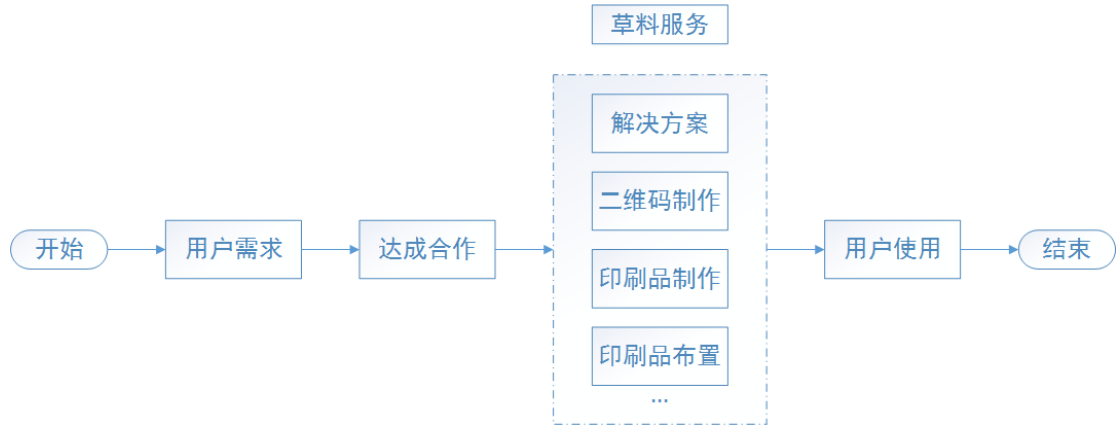 草料服务
解决方案
二维码制作
开始
用户需求
达成合作
用户使用
结束
印刷品制作
印刷品布置
...